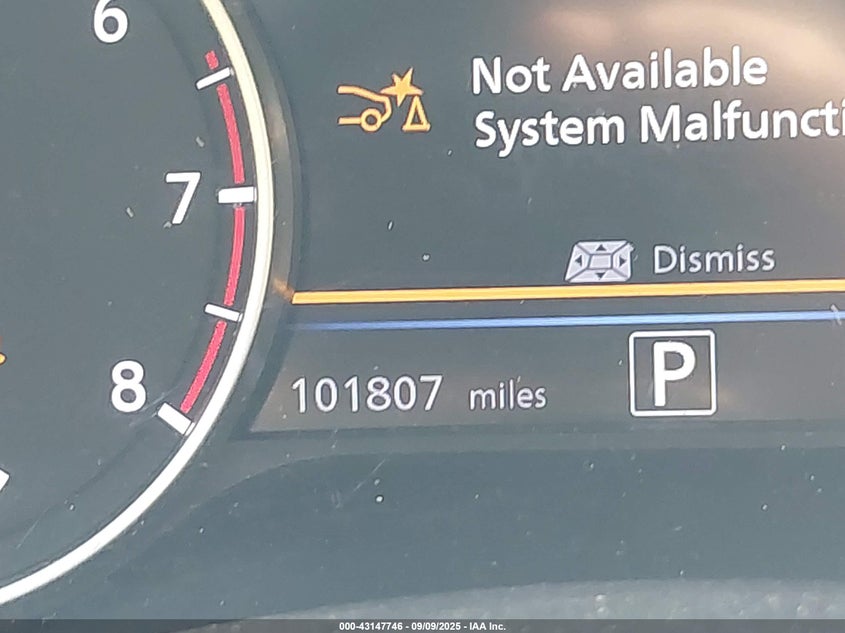 6
Not Available
System Malfuncti
7
Dismiss
8
101807 miles
P
000-43147746 - 09/09/2025 - IAA Inc.